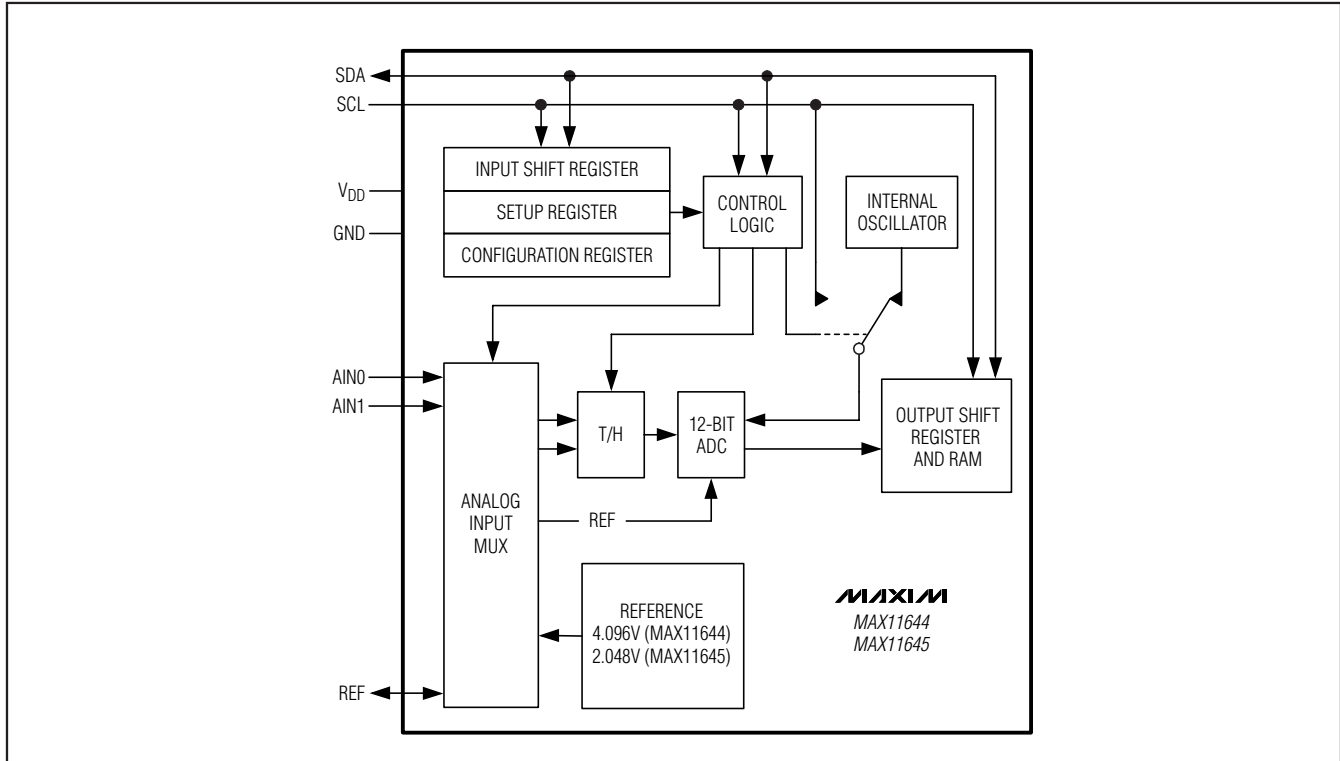 SDA
SCL
INPUT SHIFT REGISTER
SETUP REGISTER
CONFIGURATION REGISTER
VDD
GND
CONTROL
LOGIC
INTERNAL
OSCILLATOR
AIN0
AIN1
ANALOG
INPUT
MUX
T/H
12-BIT
ADC
OUTPUT SHIFT
REGISTER
AND RAM
REF
REFERENCE
4.096V (MAX11644)
2.048V (MAX11645)
MAXIM
MAX11644
MAX11645
REF